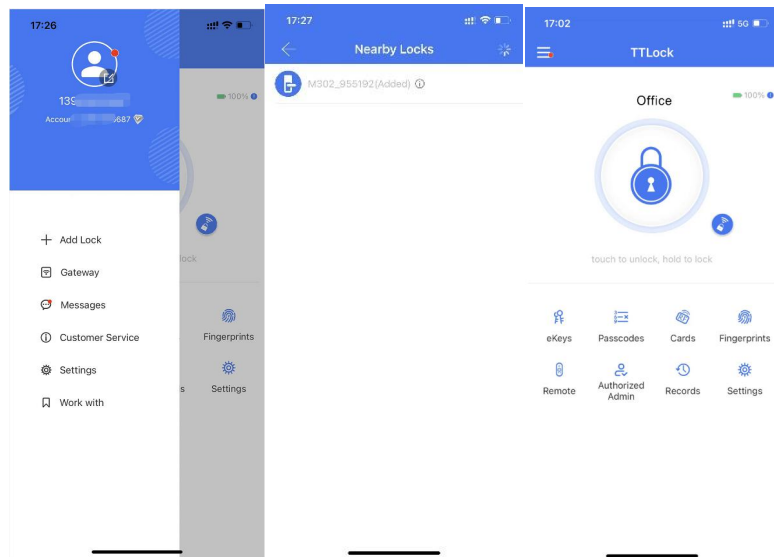 17:26
139
100%
Add Lock
Gateway
Messages
Customer Service
Settings
Work with
lock
Fingerprints
s
Settings
17:27
Nearby Locks
M302_955192(Added)
17:02
5G
TTLock
Office
100%
touch to unlock, hold to lock
eKeys
Passcodes
Cards
Fingerprints
Remote
Authorized
Admin
Records
Settings